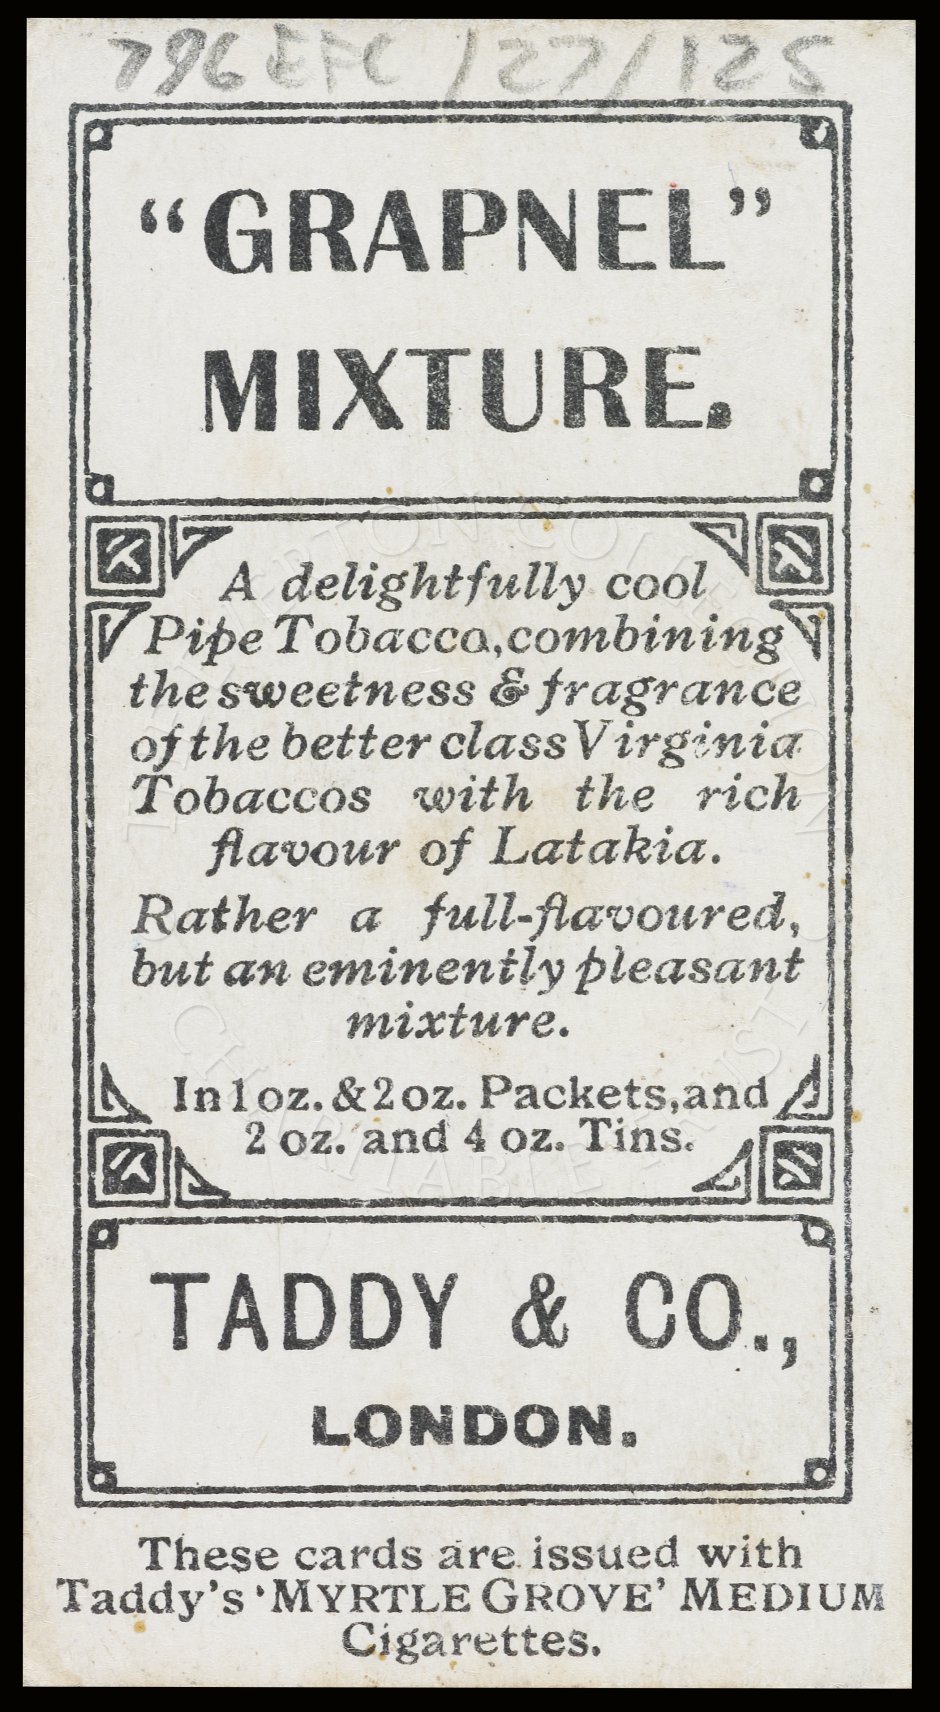 796 EFC /27/125
“GRAPNEL”
MIXTURE.
A delightfully cool
Pipe Tobacco, combining
the sweetness & fragrance
of the better class Virginia
Tobaccos with the rich
flavour of Latakia.
Rather a full-flavoured,
but an eminently pleasant
mixture.
In 1 oz. & 2 oz. Packets, and
2 oz. and 4 oz. Tins.
TADDY & CO.,
LONDON.
These cards are issued with
Taddy's ‘MYRTLE GROVE’ MEDIUM
Cigarettes.